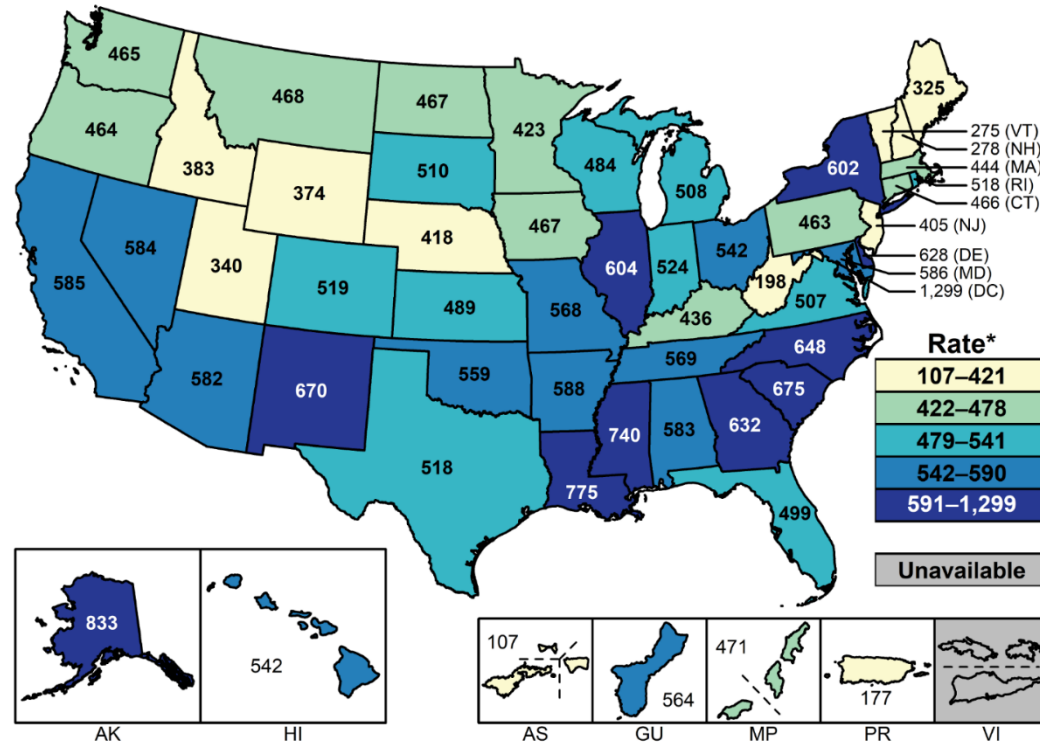 465
468
467
423
325
464
383
510
484
508
602
275 (VT)
278 (NH)
444 (MA)
518 (RI)
466 (CT)
374
418
467
463
405 (NJ)
585
584
340
519
489
568
604
524
542
198
507
628 (DE)
586 (MD)
1,299 (DC)
436
582
670
559
588
569
648
675
518
775
740
583
632
499
Rate*
107–421
422–478
479–541
542–590
591–1,299
Unavailable
833
542
107
564
471
177
AK
HI
AS
GU
MP
PR
VI